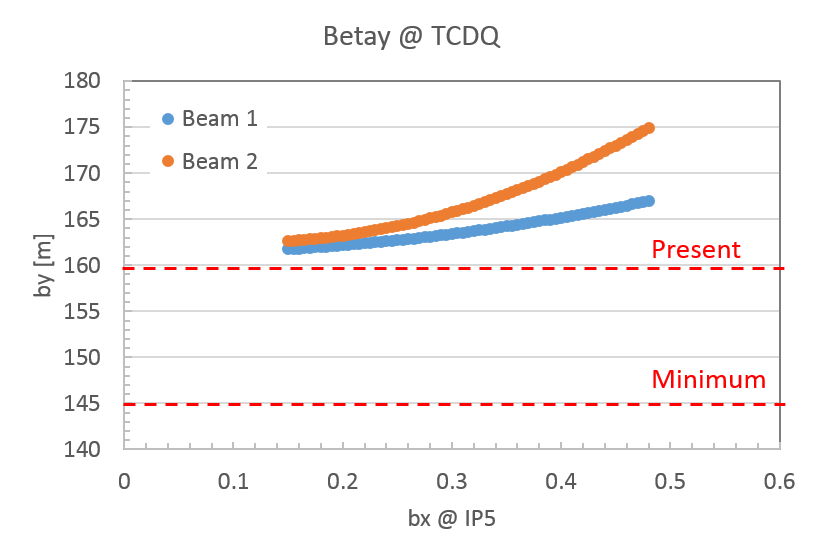 Betay @ TCDQ
180
175
170
165
160
155
150
145
140
by [m]
Beam 1
Beam 2
Present
Minimum
0 0.1 0.2 0.3 0.4 0.5 0.6
bx @ IP5